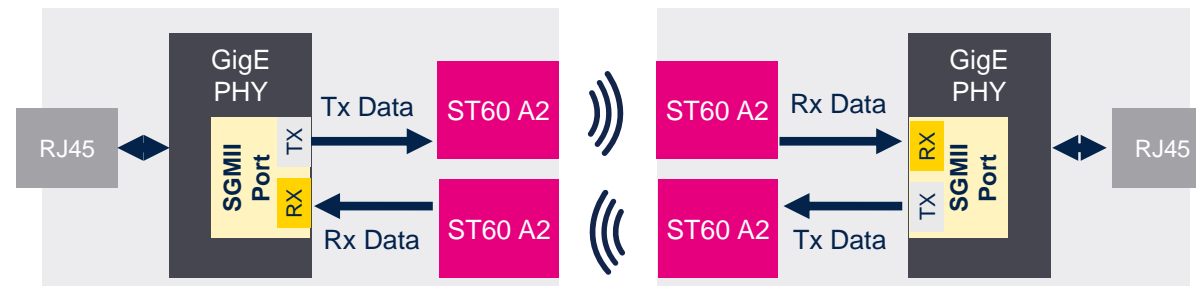 RJ45
GigE
PHY
SGMII
Port
TX
RX
Tx Data
Rx Data
ST60 A2
ST60 A2
ST60 A2
ST60 A2
Rx Data
Tx Data
GigE
PHY
RX
TX
SGMII
Port
RJ45